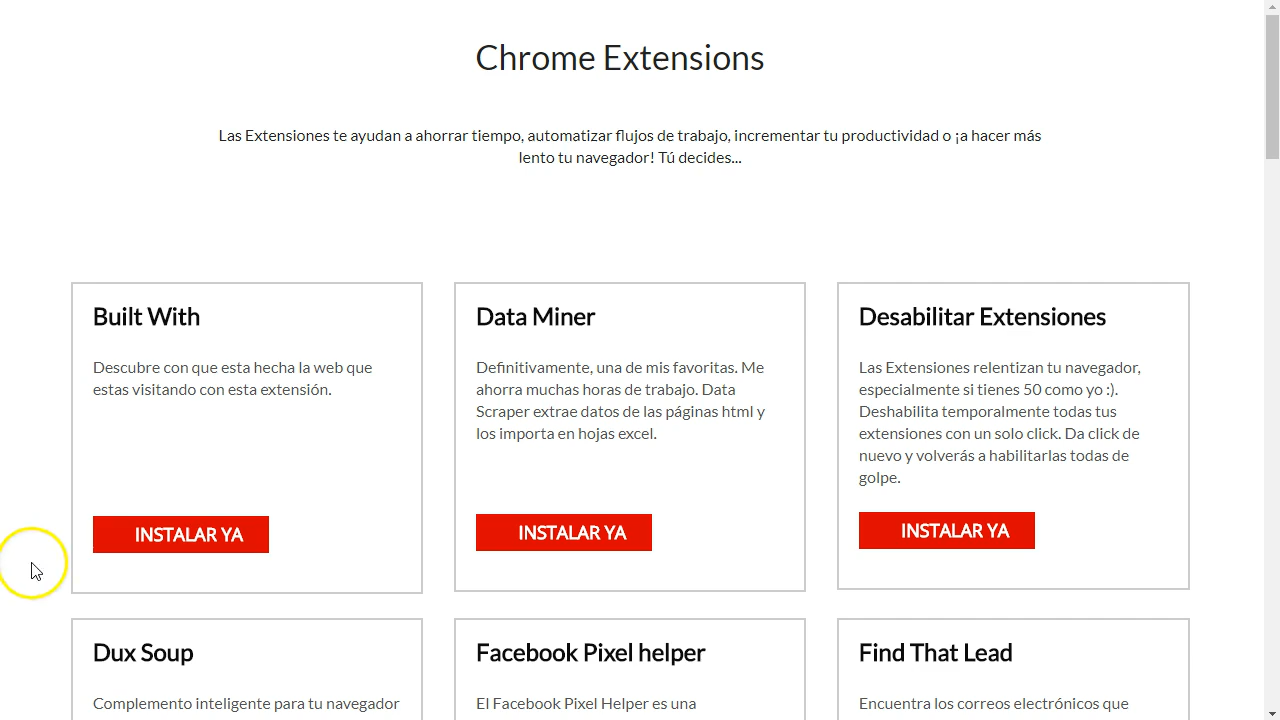 Chrome Extensions
Las Extensiones te ayudan a ahorrar tiempo, automatizar flujos de trabajo, incrementar tu productividad o ¡a hacer más
lento tu navegador! Tú decides...
Built With
Descubre con que esta hecha la web que
estas visitando con esta extensión.
INSTALAR YA
Data Miner
Definitivamente, una de mis favoritas. Me
ahorra muchas horas de trabajo. Data
Scraper extrae datos de las páginas html y
los importa en hojas excel.
INSTALAR YA
Desabilitar Extensiones
Las Extensiones relentizan tu navegador,
especialmente si tienes 50 como yo :).
Deshabilita temporalmente todas tus
extensiones con un solo click. Da click de
nuevo y volverás a habilitarlas todas de
golpe.
INSTALAR YA
Dux Soup
Complemento inteligente para tu navegador
Facebook Pixel helper
El Facebook Pixel Helper es una
Find That Lead
Encuentra los correos electrónicos que